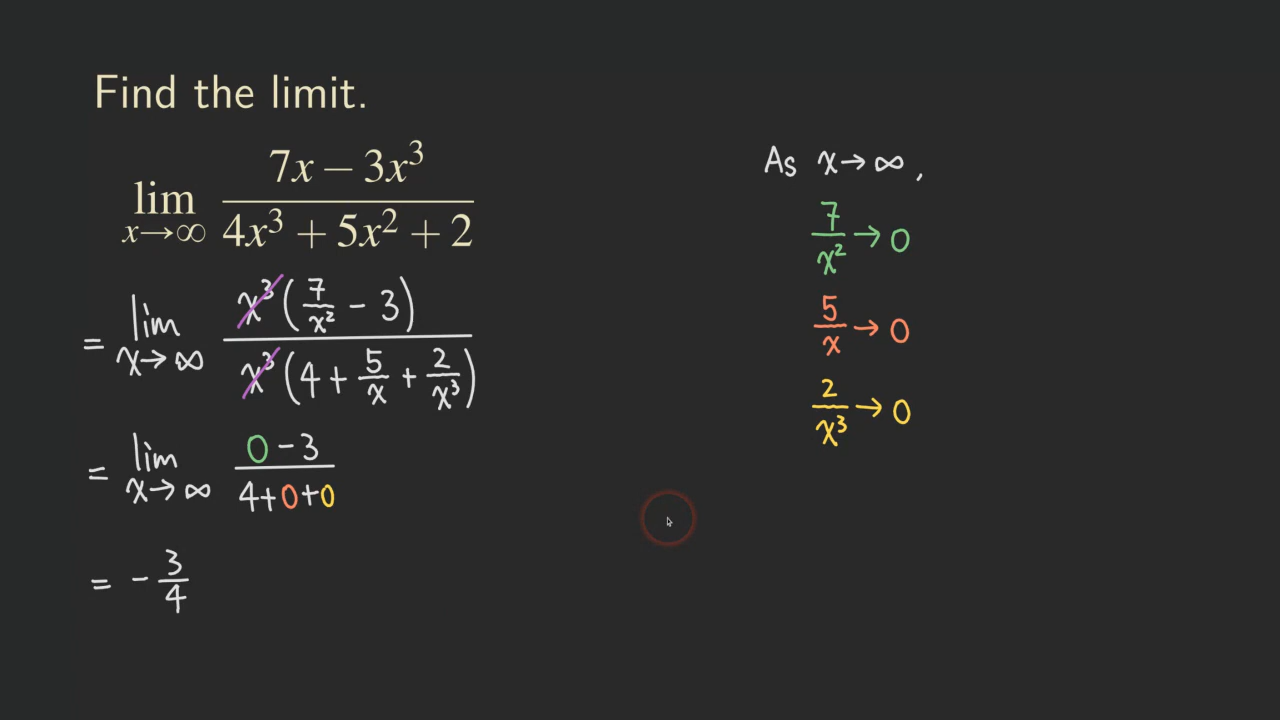 Find the limit.
lim x→∞ (7x − 3x³)/(4x³ + 5x² + 2)
= lim x→∞ x³(7/x² − 3)/x³(4 + 5/x + 2/x³)
= lim x→∞ (0 − 3)/(4+0+0)
= − 3/4
As x→∞,
7/x² → 0
5/x → 0
2/x³ → 0